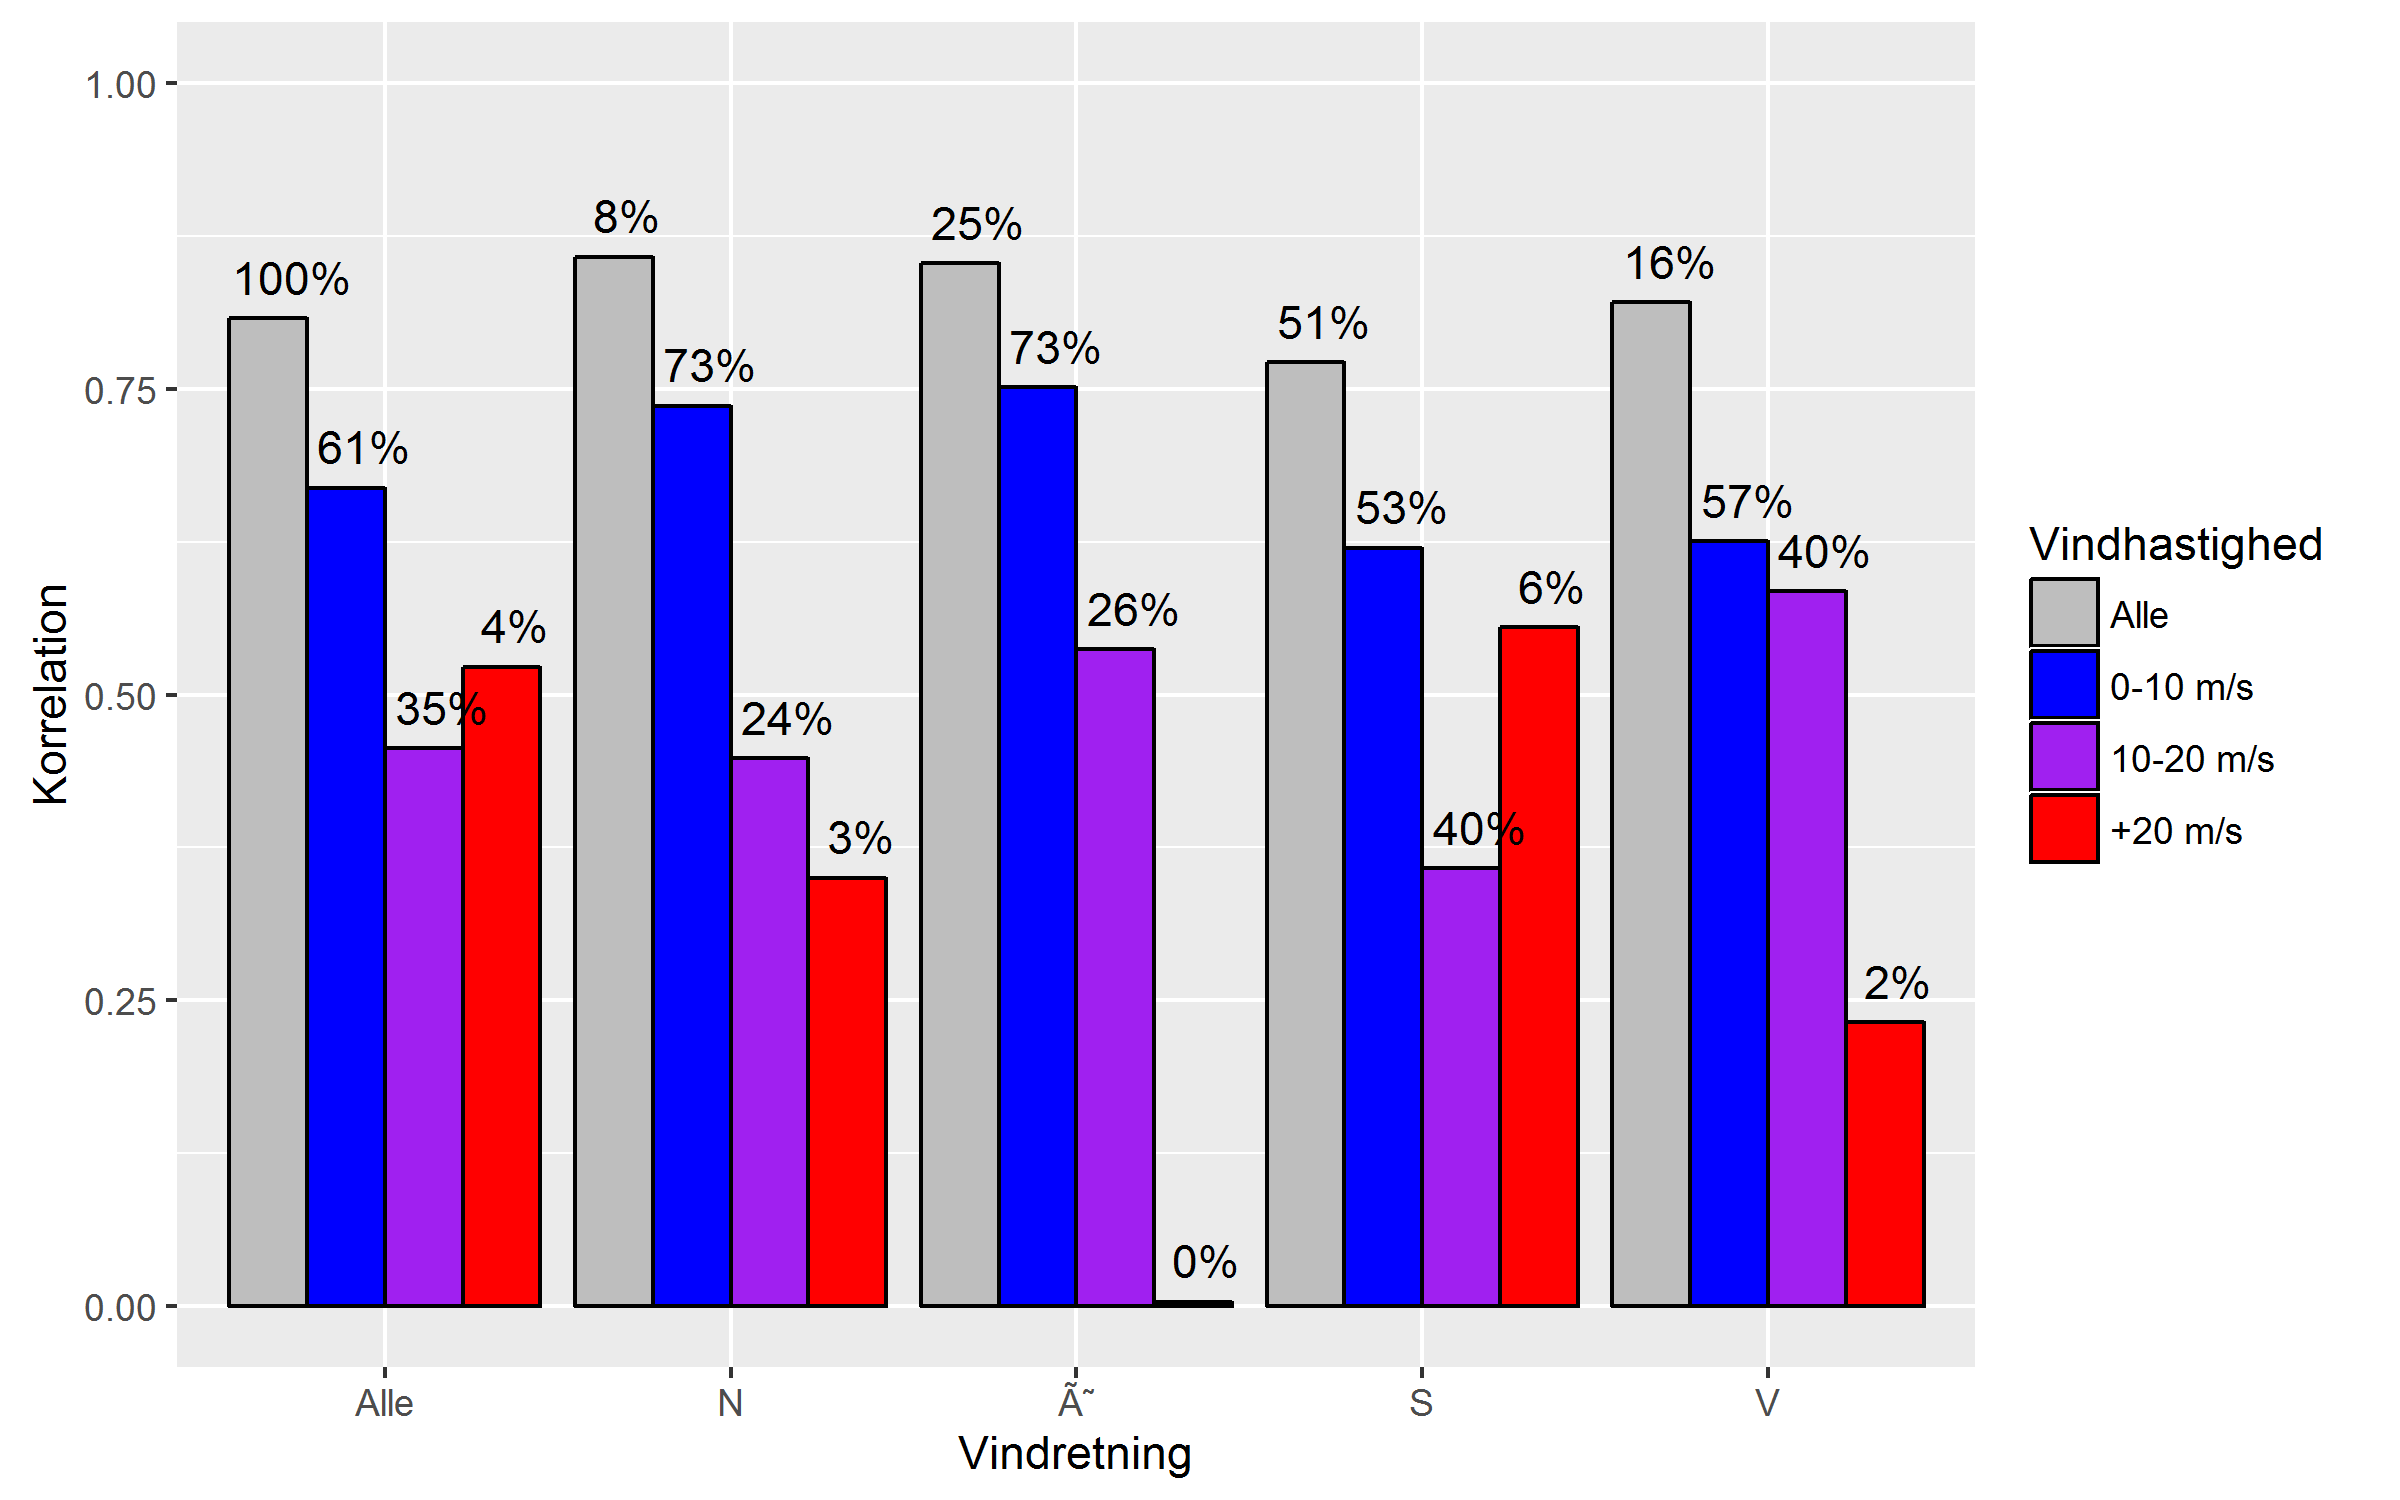 1.00
0.75
0.50
0.25
0.00
Korrelation
100%
61%
35%
4%
8%
73%
24%
3%
25%
73%
26%
0%
51%
53%
40%
6%
16%
57%
40%
2%
Alle
N
Ã˜
S
V
Vindretning
Vindhastighed
Alle
0-10 m/s
10-20 m/s
+20 m/s